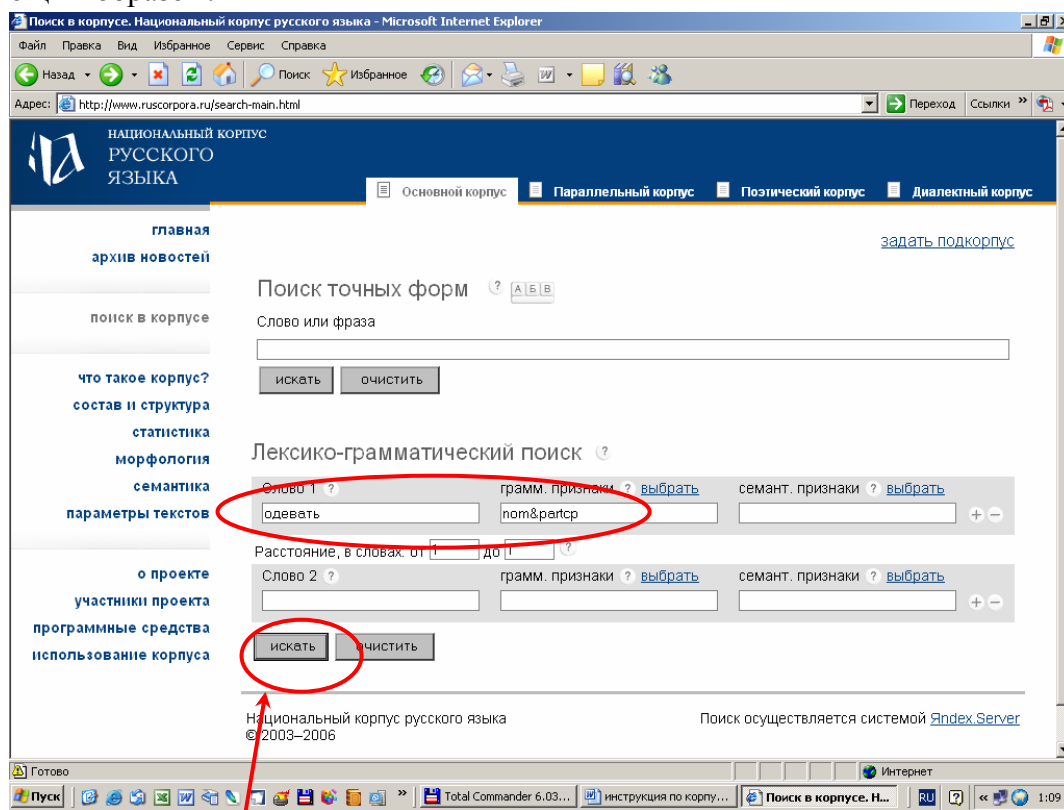 Поиск в корпусе. Национальный корпус русского языка - Microsoft Internet Explorer
Файл Правка Вид Избранное Сервис Справка
Назад Поиск Избранное
Адрес: http://www.ruscorpora.ru/search-main.html Переход Ссылки »
НАЦИОНАЛЬНЫЙ КОРПУС
РУССКОГО
ЯЗЫКА
Основной корпус Параллельный корпус Поэтический корпус Диалектный корпус
главная
архив новостей
задать подкорпус
Поиск точных форм ? А Б В
поиск в корпусе
Слово или фраза
искать очистить
что такое корпус?
состав и структура
статистика
морфология
семантика
параметры текстов
Лексико-грамматический поиск ?
Слово 1 ? грамм. признаки ? выбрать семант. признаки ? выбрать
одевать nom&partcp + −
Расстояние, в словах: от 1 до 1 ?
Слово 2 ? грамм. признаки ? выбрать семант. признаки ? выбрать
+ −
искать очистить
о проекте
участники проекта
программные средства
использование корпуса
Национальный корпус русского языка
© 2003–2006
Поиск осуществляется системой Яndex.Server
Готово Интернет
Пуск » Total Commander 6.03... инструкция по корпу... Поиск в корпусе. Н... RU « 1:0